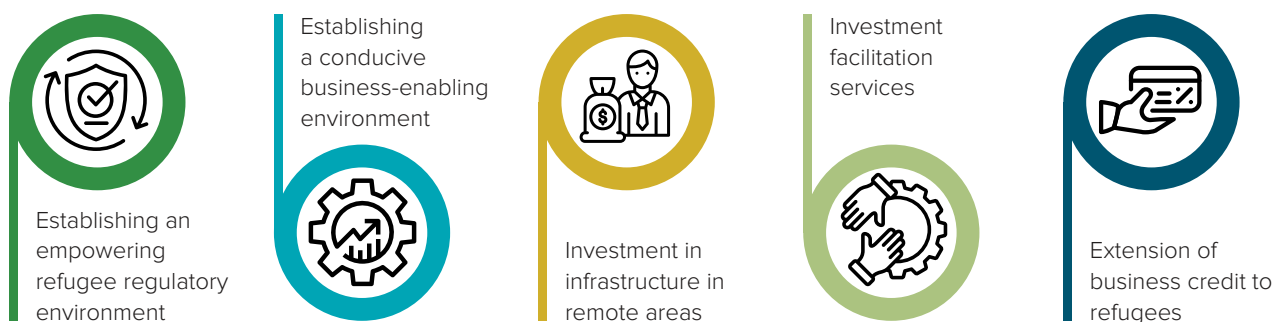 Establishing an
empowering
refugee regulatory
environment
Establishing
a conducive
business-enabling
environment
$
Investment in
infrastructure in
remote areas
Investment
facilitation
services
%
Extension of
business credit to
refugees